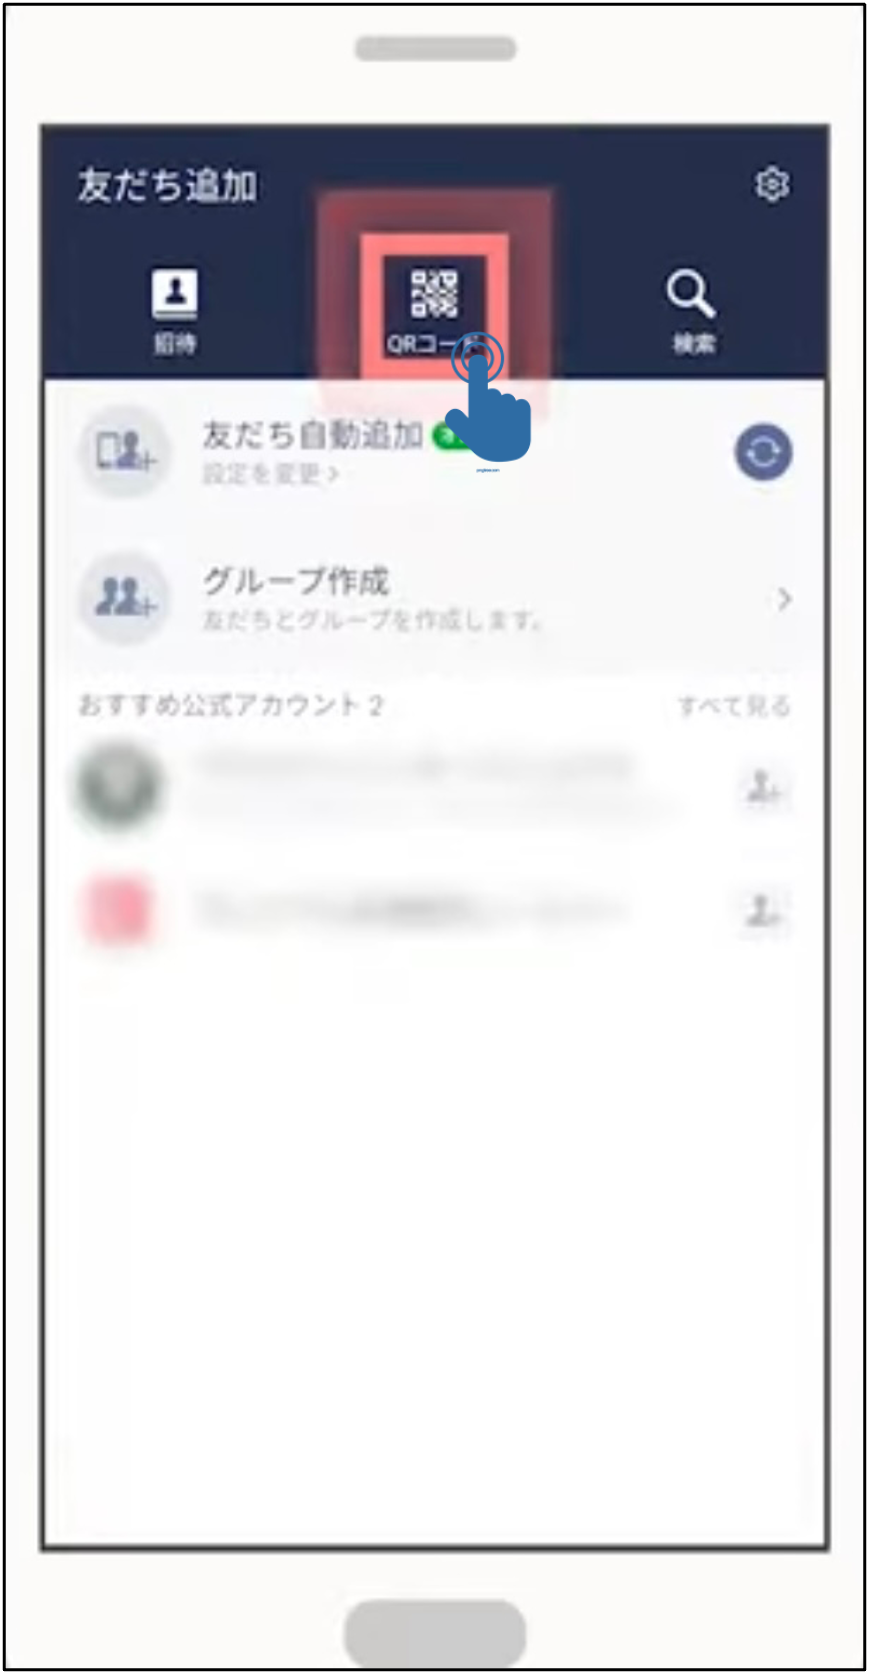 友だち追加
招待
QRコード
検索
友だち自動追加
設定を変更 >
グループ作成
友だちとグループを作成します。
おすすめ公式アカウント 2
すべて見る